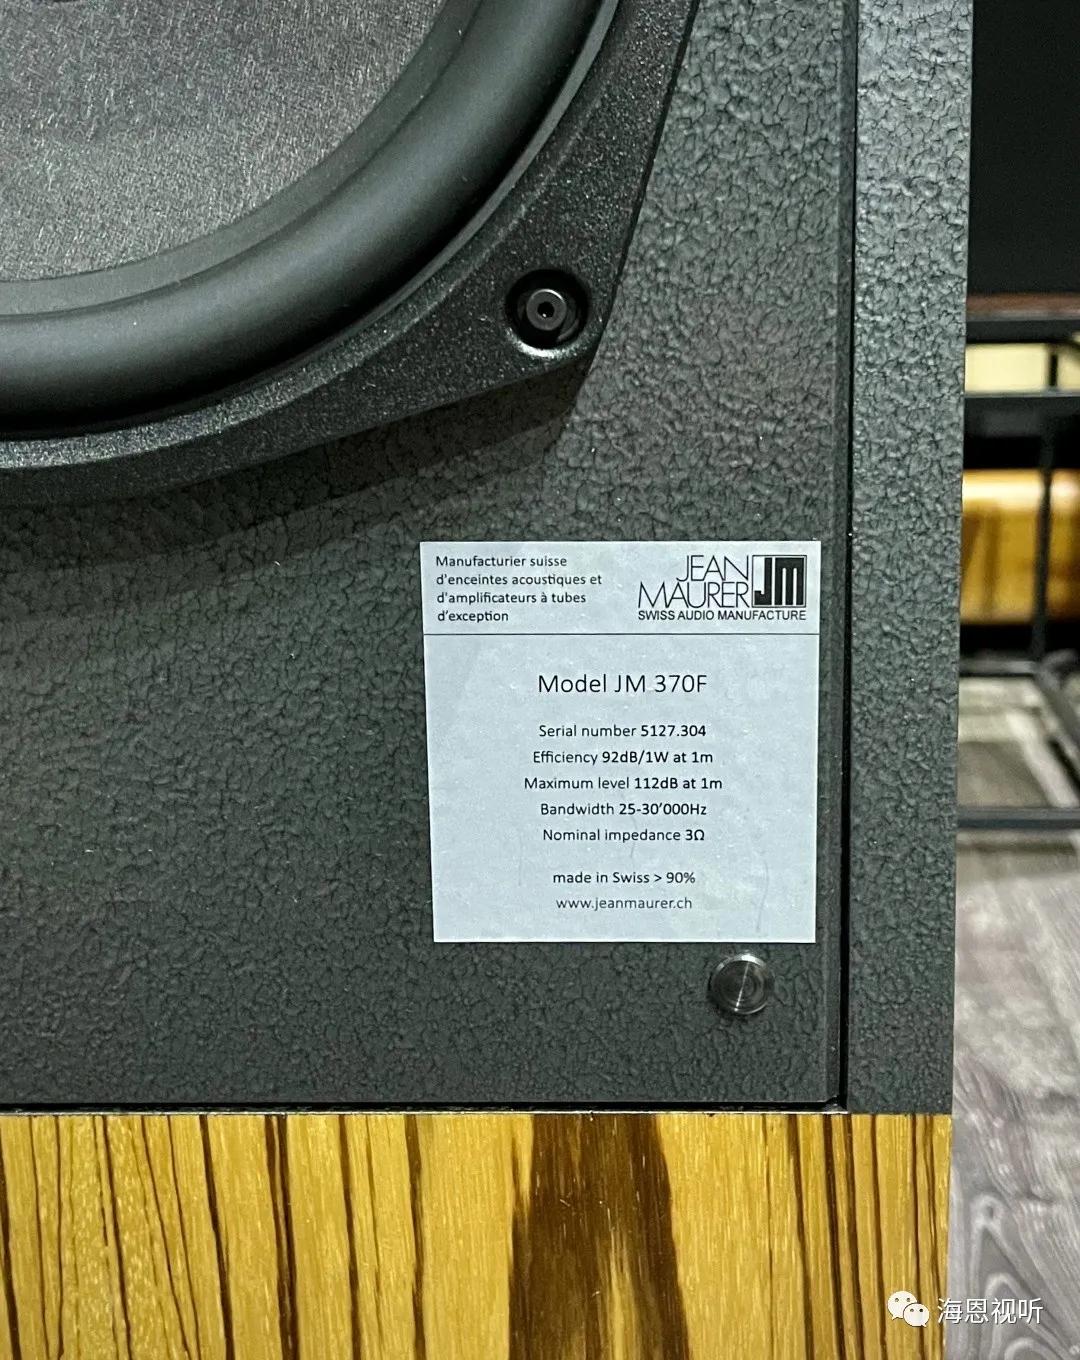 Manufacturier suisse
d'enceintes acoustiques et
d'amplificateurs à tubes
d'exception
JEAN
MAURER
JM
SWISS AUDIO MANUFACTURE
Model JM 370F
Serial number 5127.304
Efficiency 92dB/1W at 1m
Maximum level 112dB at 1m
Bandwidth 25-30'000Hz
Nominal impedance 3Ω
made in Swiss > 90%
www.jeanmaurer.ch
海恩视听